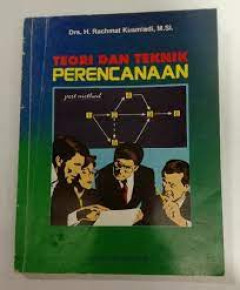 Drs. H. Rachmat Kusmiadi, M.SI.
TEORI DAN TEKNIK
PERENCANAAN
pert method